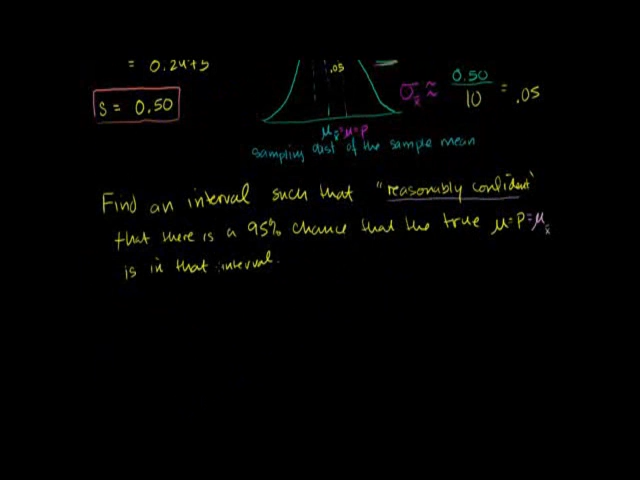 = 0.2475
S = 0.50
.05
σx̄ ≈ 0.50/10 = .05
μx̄=μ=p
sampling dist of the sample mean
Find an interval such that "reasonably confident"
that there is a 95% chance that the true μ=p=μx̄
is in that interval.